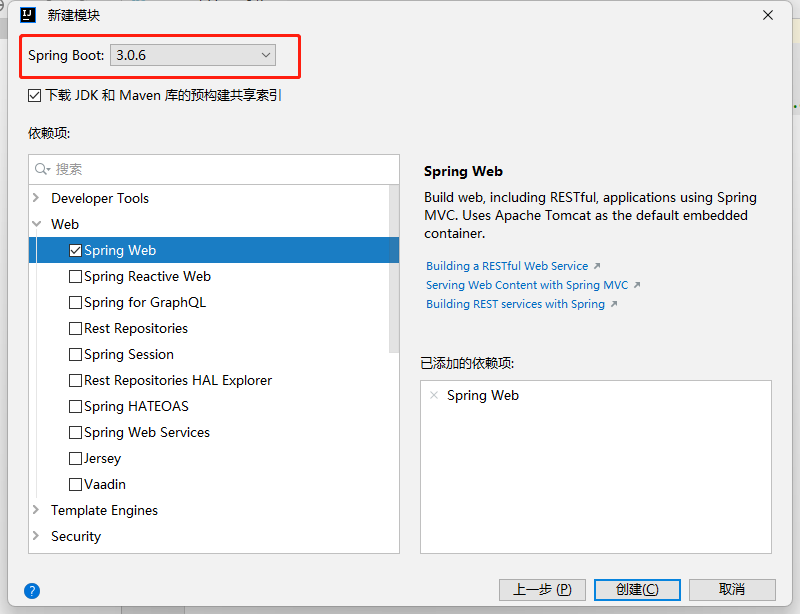 新建模块
Spring Boot: 3.0.6
下载 JDK 和 Maven 库的预构建共享索引
依赖项:
搜索
Developer Tools
Web
Spring Web
Spring Reactive Web
Spring for GraphQL
Rest Repositories
Spring Session
Rest Repositories HAL Explorer
Spring HATEOAS
Spring Web Services
Jersey
Vaadin
Template Engines
Security
Spring Web
Build web, including RESTful, applications using Spring
MVC. Uses Apache Tomcat as the default embedded
container.
Building a RESTful Web Service
Serving Web Content with Spring MVC
Building REST services with Spring
已添加的依赖项:
Spring Web
?
上一步 (P)
创建(C)
取消